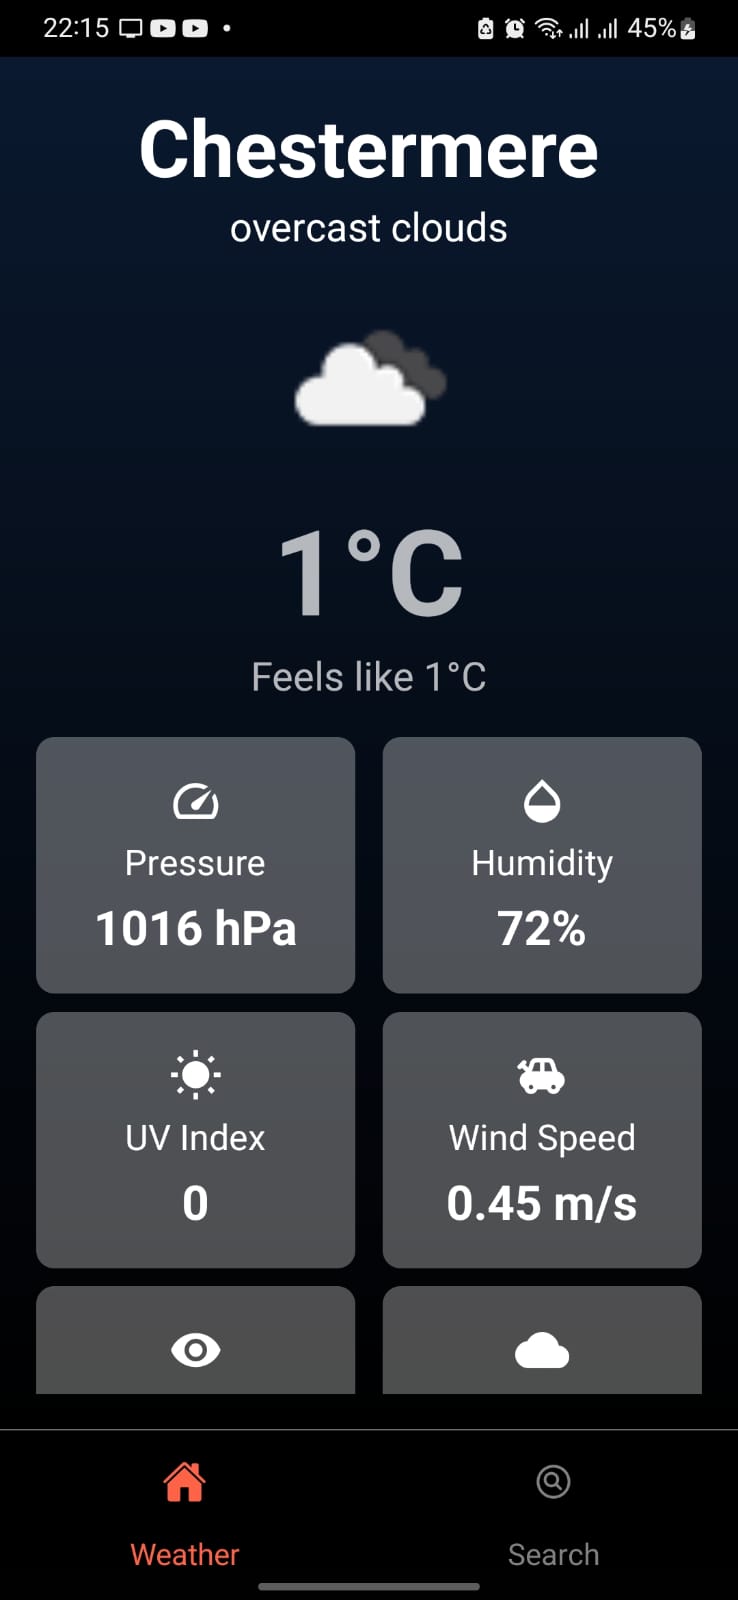 22:15 45%
Chestermere
overcast clouds
1°C
Feels like 1°C
Pressure Humidity
1016 hPa 72%
UV Index Wind Speed
0 0.45 m/s
Weather Search